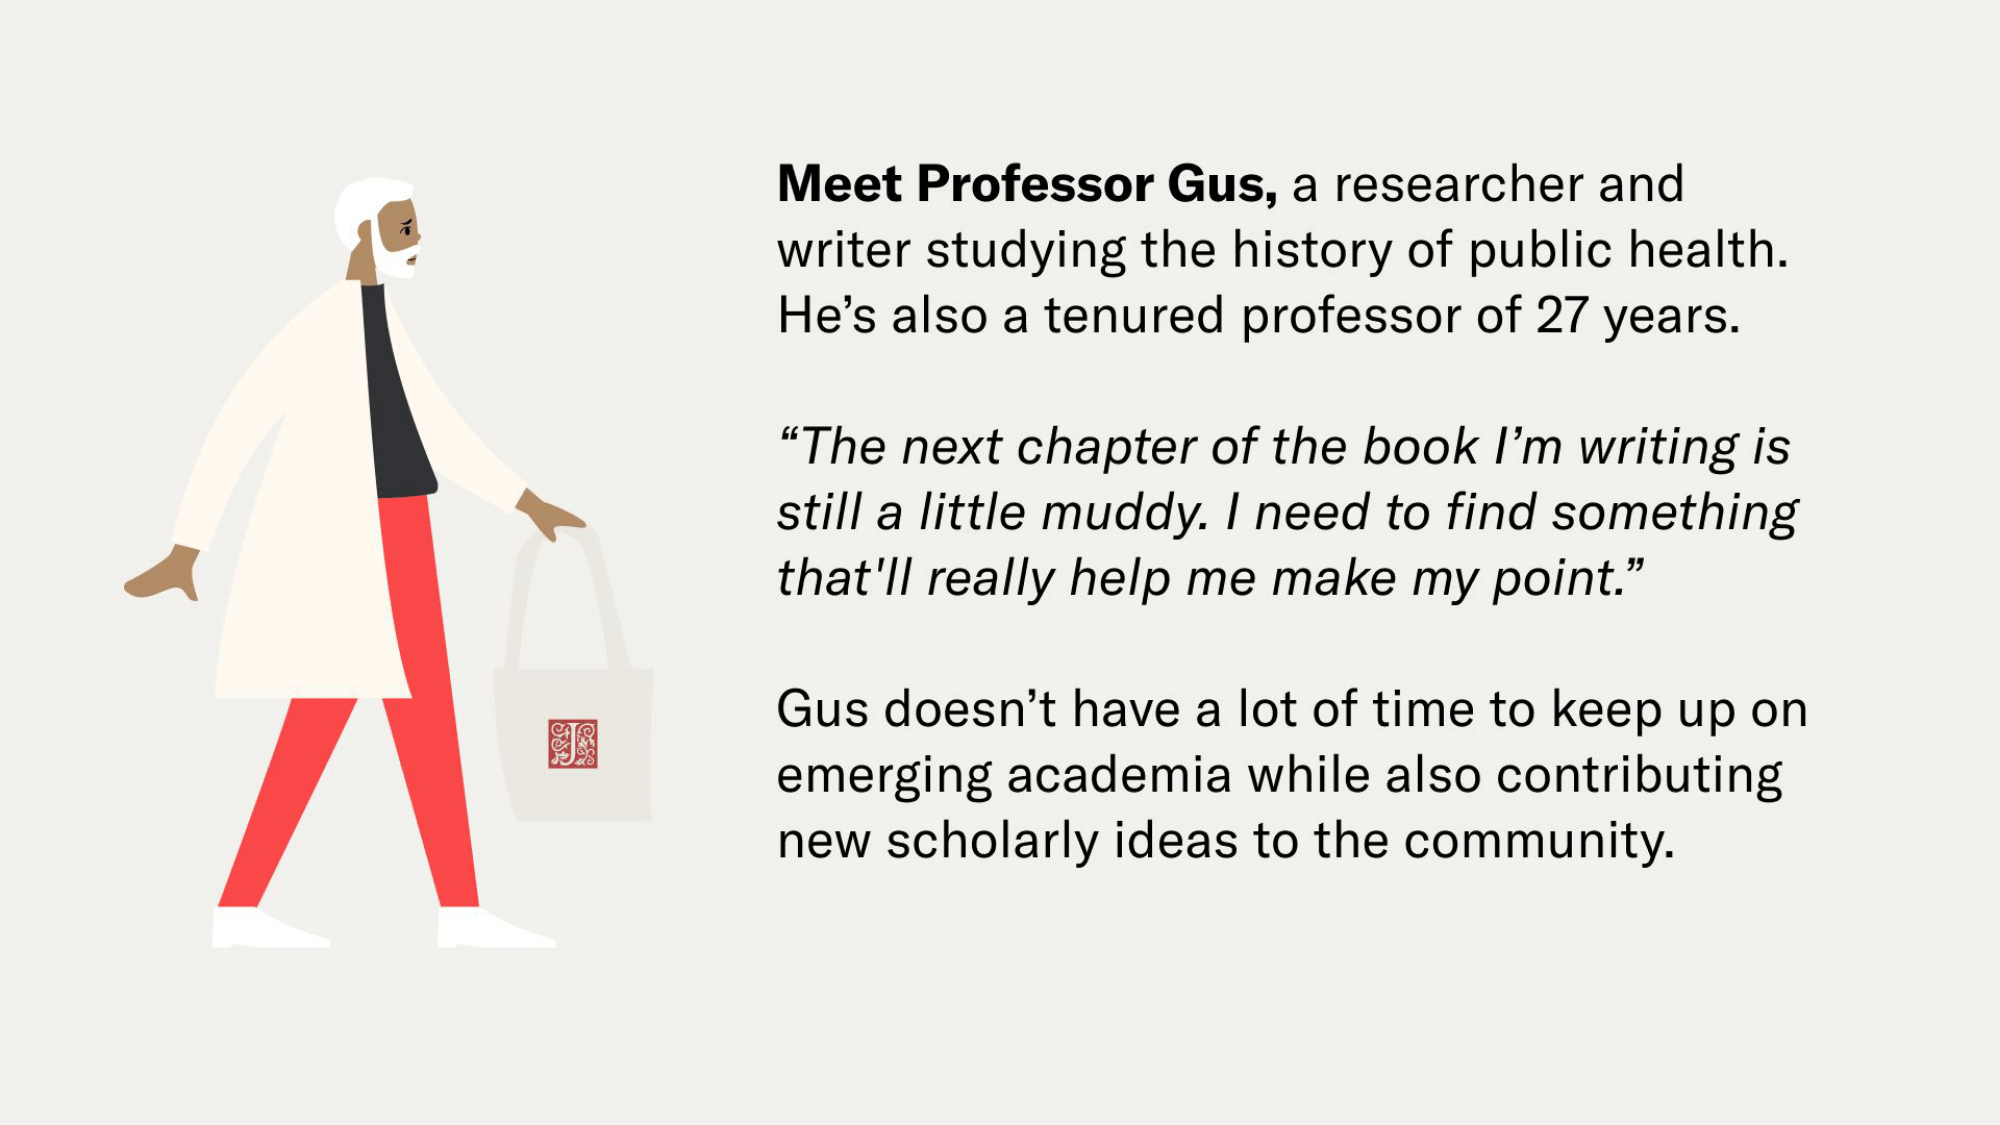 Meet Professor Gus, a researcher and
writer studying the history of public health.
He’s also a tenured professor of 27 years.
“The next chapter of the book I’m writing is
still a little muddy. I need to find something
that'll really help me make my point.”
Gus doesn’t have a lot of time to keep up on
emerging academia while also contributing
new scholarly ideas to the community.
J